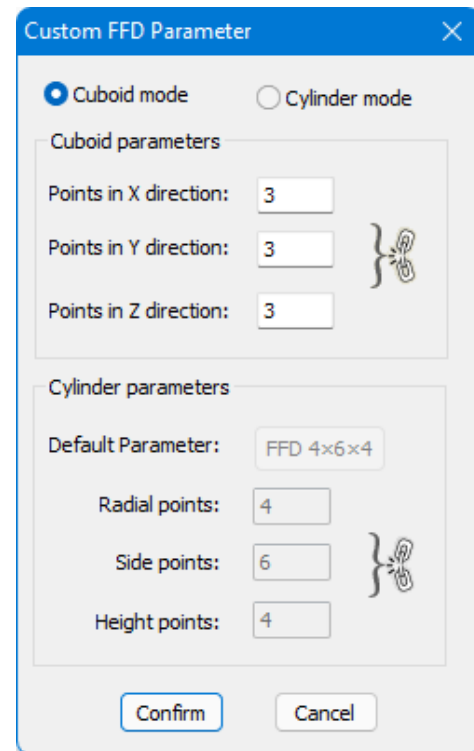 Custom FFD Parameter
Cuboid mode Cylinder mode
Cuboid parameters
Points in X direction: 3
Points in Y direction: 3
Points in Z direction: 3
Cylinder parameters
Default Parameter: FFD 4×6×4
Radial points: 4
Side points: 6
Height points: 4
Confirm Cancel